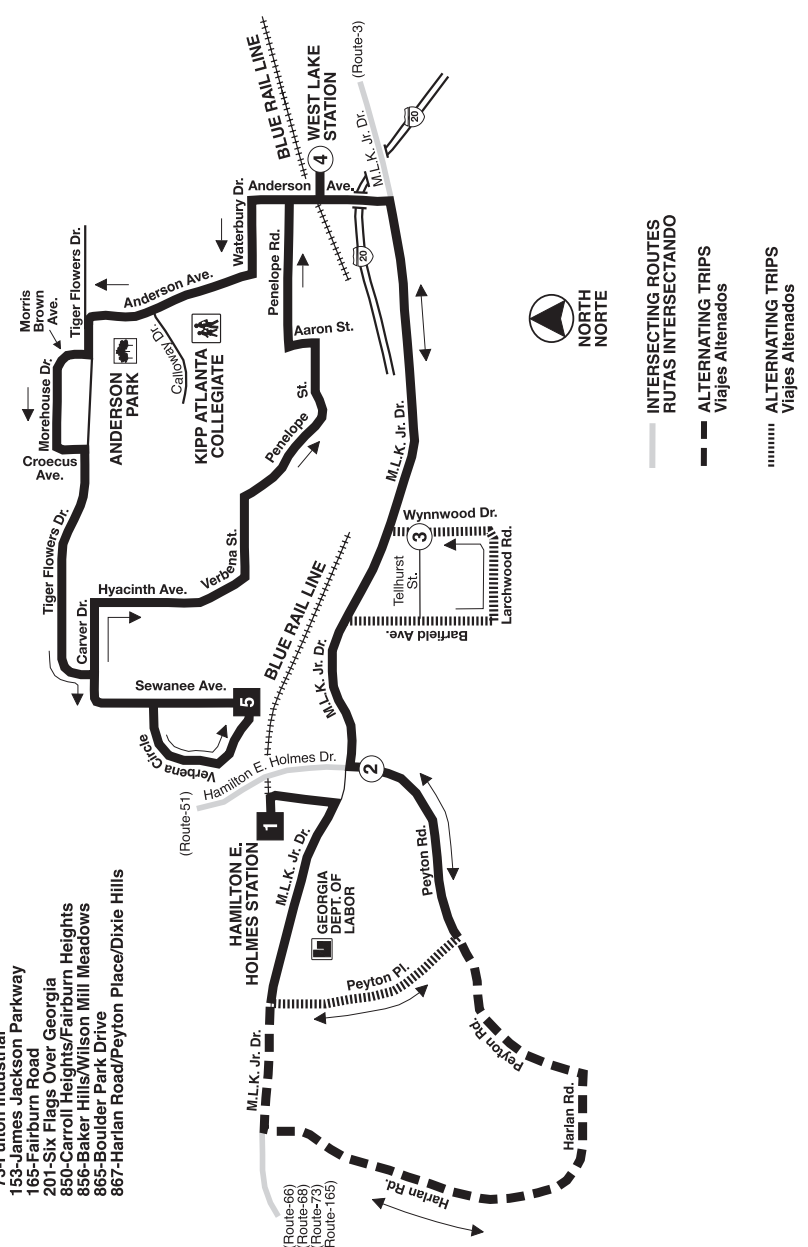 153-James Jackson Parkway
165-Fairburn Road
201-Six Flags Over Georgia
850-Carroll Heights/Fairburn Heights
856-Baker Hills/Wilson Mill Meadows
865-Boulder Park Drive
867-Harlan Road/Peyton Place/Dixie Hills
Morris
Brown
Ave.
Tiger Flowers Dr.
Morehouse Dr.
Croecus
Ave.
Tiger Flowers Dr.
Carver Dr.
Hyacinth Ave.
Verbena St.
Sewanee Ave.
5
Verbena Circle
ANDERSON
PARK
Anderson Ave.
Calloway Dr.
KIPP ATLANTA
COLLEGIATE
Waterbury Dr.
Penelope Rd.
Aaron St.
Penelope St.
BLUE RAIL LINE
4
WEST LAKE
STATION
Anderson Ave.
(Route-3)
M.L.K. Jr. Dr.
20
20
M.L.K. Jr. Dr.
BLUE RAIL LINE
M.L.K. Jr. Dr.
Wynnwood Dr.
3
Tellhurst
St.
Larchwood Rd.
Barfield Ave.
Hamilton E. Holmes Dr.
(Route-51)
1
HAMILTON E.
HOLMES STATION
2
M.L.K. Jr. Dr.
GEORGIA
DEPT. OF
LABOR
Peyton Rd.
Peyton Pl.
Peyton Rd.
M.L.K. Jr. Dr.
Harlan Rd.
Harlan Rd.
(Route-66)
(Route-68)
(Route-73)
(Route-165)
NORTH
NORTE
INTERSECTING ROUTES
RUTAS INTERSECTANDO
ALTERNATING TRIPS
Viajes Altenados
ALTERNATING TRIPS
Viajes Altenados